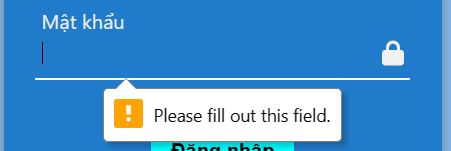 Mật khẩu
Please fill out this field.
Đăng nhập